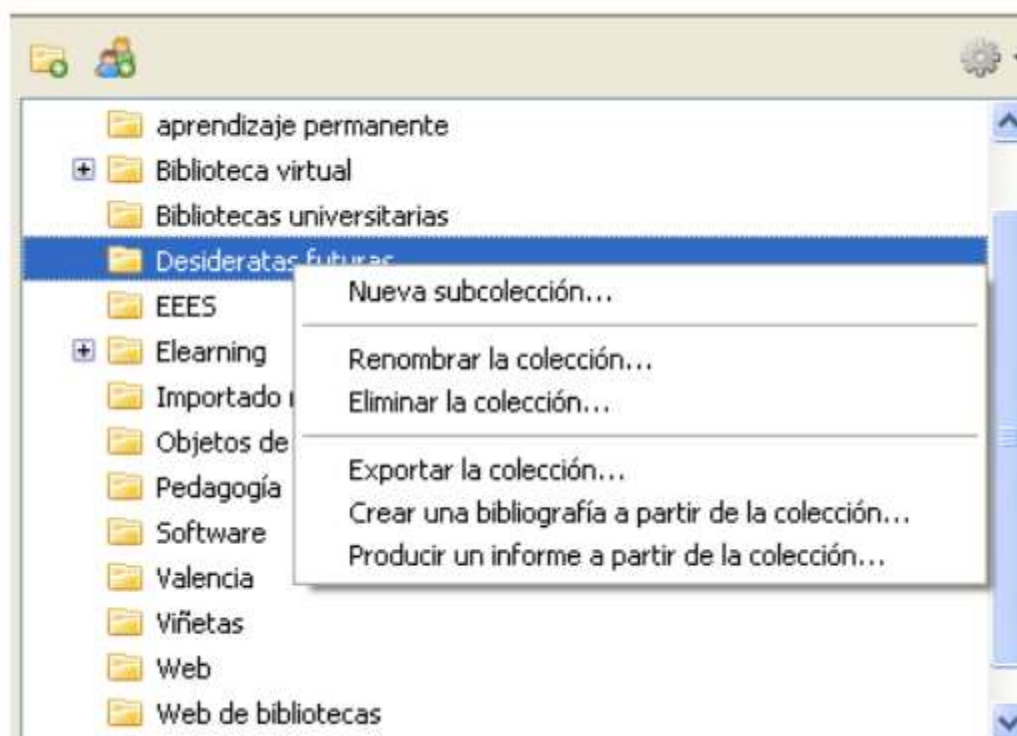 aprendizaje permanente
Biblioteca virtual
Bibliotecas universitarias
Desideratas futuras
Nueva subcolección...
EEES
Elearning
Renombrar la colección...
Importado
Eliminar la colección...
Objetos de
Exportar la colección...
Pedagogía
Crear una bibliografía a partir de la colección...
Software
Producir un informe a partir de la colección...
Valencia
Viñetas
Web
Web de bibliotecas